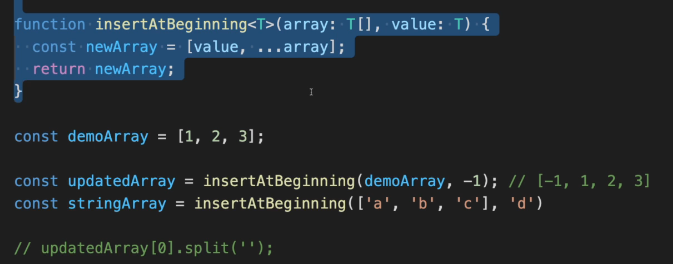 function insertAtBeginning<T>(array: T[], value: T) {
  const newArray = [value, ...array];
  return newArray;
}
const demoArray = [1, 2, 3];
const updatedArray = insertAtBeginning(demoArray, -1); // [-1, 1, 2, 3]
const stringArray = insertAtBeginning(['a', 'b', 'c'], 'd')
// updatedArray[0].split('');